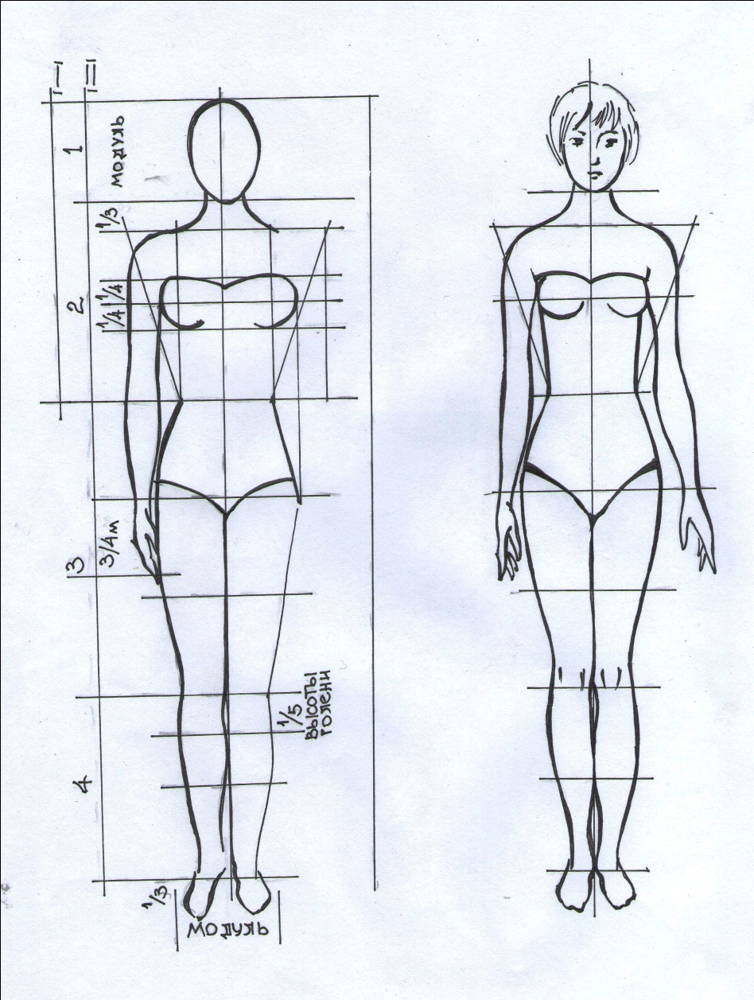 I
II
1
модуль
1/3
2
1/4 1/4
3
3/4м
1/5
высоты
голени
4
1/3
модуль